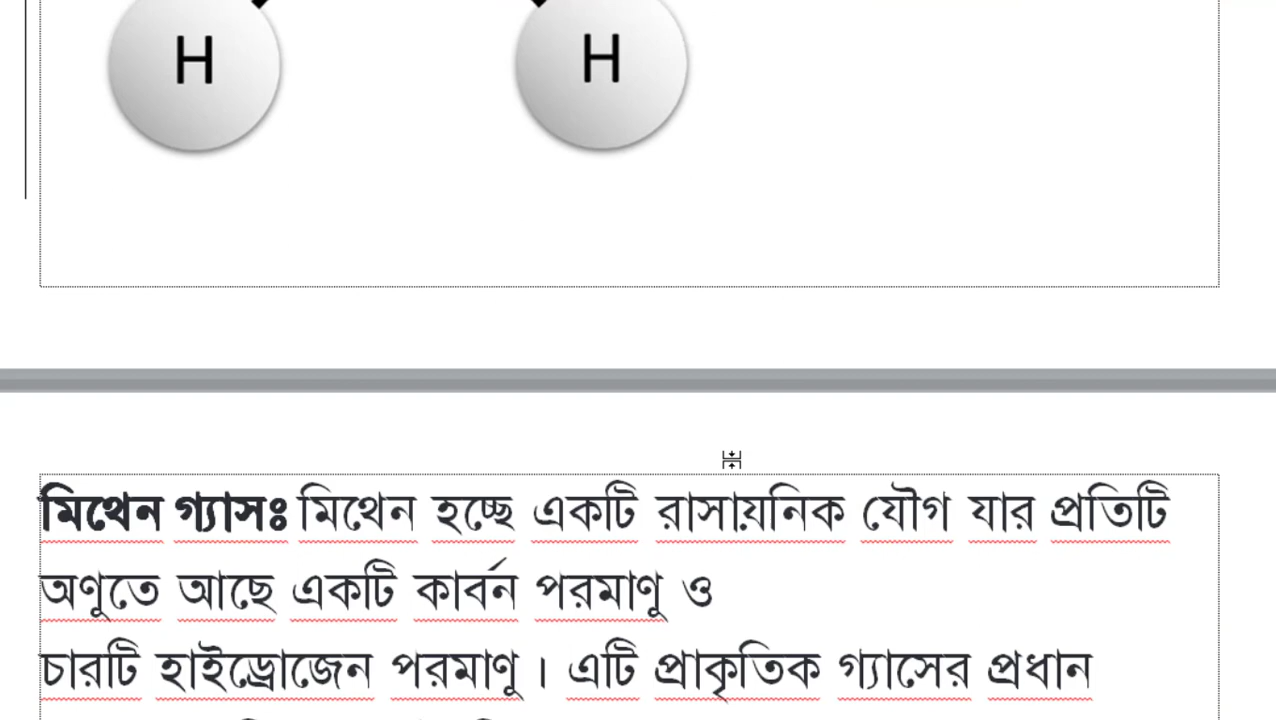 H H
মিথেন গ্যাসঃ মিথেন হচ্ছে একটি রাসায়নিক যৌগ যার প্রতিটি
অণুতে আছে একটি কার্বন পরমাণু ও
চারটি হাইড্রোজেন পরমাণু। এটি প্রাকৃতিক গ্যাসের প্রধান